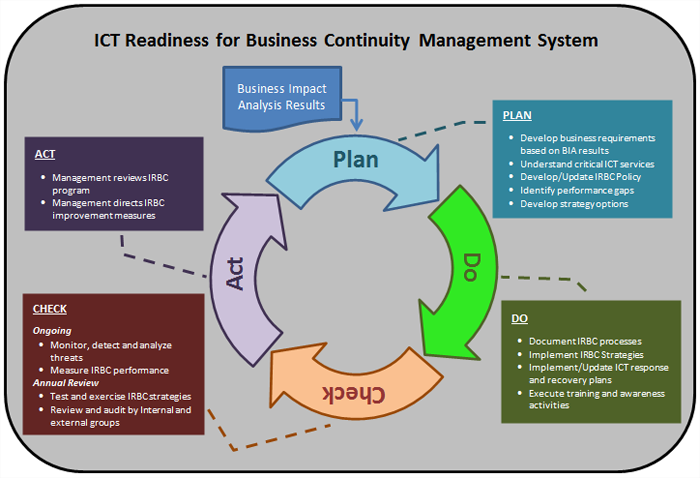 ICT Readiness for Business Continuity Management System
Business Impact
Analysis Results
Plan
Do
Check
Act
PLAN
• Develop business requirements
based on BIA results
• Understand critical ICT services
• Develop/Update IRBC Policy
• Identify performance gaps
• Develop strategy options
DO
• Document IRBC processes
• Implement IRBC Strategies
• Implement/Update ICT response
and recovery plans
• Execute training and awareness
activities
CHECK
Ongoing
• Monitor, detect and analyze
threats
• Measure IRBC performance
Annual Review
• Test and exercise IRBC strategies
• Review and audit by Internal and
external groups
ACT
• Management reviews IRBC
program
• Management directs IRBC
improvement measures